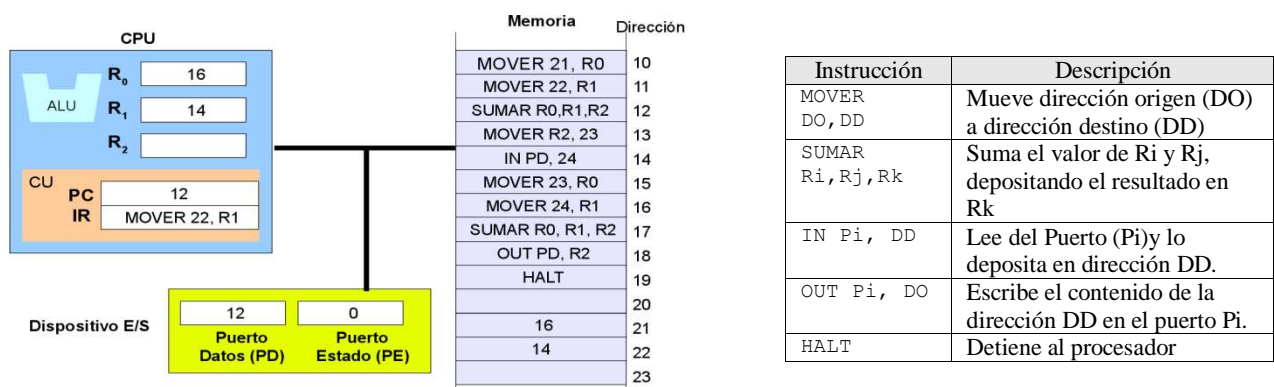 CPU
R0 16
ALU
R1 14
R2
CU
PC 12
IR MOVER 22, R1
Dispositivo E/S
12 0
Puerto Puerto
Datos (PD) Estado (PE)
Memoria Dirección
MOVER 21, R0 10
MOVER 22, R1 11
SUMAR R0,R1,R2 12
MOVER R2, 23 13
IN PD, 24 14
MOVER 23, R0 15
MOVER 24, R1 16
SUMAR R0, R1, R2 17
OUT PD, R2 18
HALT 19
20
16 21
14 22
23
Instrucción Descripción
MOVER Mueve dirección origen (DO)
DO,DD a dirección destino (DD)
SUMAR Suma el valor de Ri y Rj,
Ri,Rj,Rk depositando el resultado en
Rk
IN Pi, DD Lee del Puerto (Pi)y lo
deposita en dirección DD.
OUT Pi, DO Escribe el contenido de la
dirección DD en el puerto Pi.
HALT Detiene al procesador